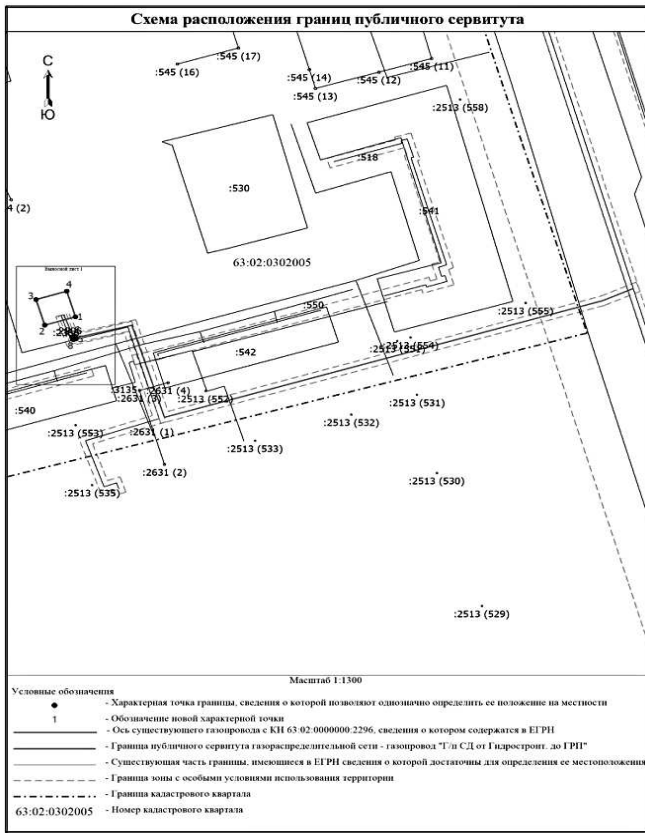 Схема расположения границ публичного сервитута
:545 (17)
:545 (16)
:545 (14)
:545 (13)
:545 (12)
:545 (11)
С
Ю
:2513 (558)
:518
:530
:541
4 (2)
63:02:0302005
Выносной лист 1
4
3
1
2
:550
:2513 (555)
:2513 (554)
:2513 (551)
:542
:3135
:2631 (4)
:2631 (3)
:2513 (552)
:2513 (531)
:540
:2513 (532)
:2513 (553)
:2631 (1)
:2513 (533)
:2631 (2)
:2513 (530)
:2513 (535)
:2513 (529)
Масштаб 1:1300
Условные обозначения
- Характерная точка границы, сведения о которой позволяют однозначно определить ее положение на местности
1 - Обозначение новой характерной точки
- Ось существующего газопровода с КН 63:02:0000000:2296, сведения о котором содержатся в ЕГРН
- Граница публичного сервитута газораспределительной сети - газопровод "Г/п СД от Гидростроит. до ГРП"
- Существующая часть границы, имеющиеся в ЕГРН сведения о которой достаточны для определения ее местоположения
- Граница зоны с особыми условиями использования территории
- Граница кадастрового квартала
63:02:0302005 - Номер кадастрового квартала